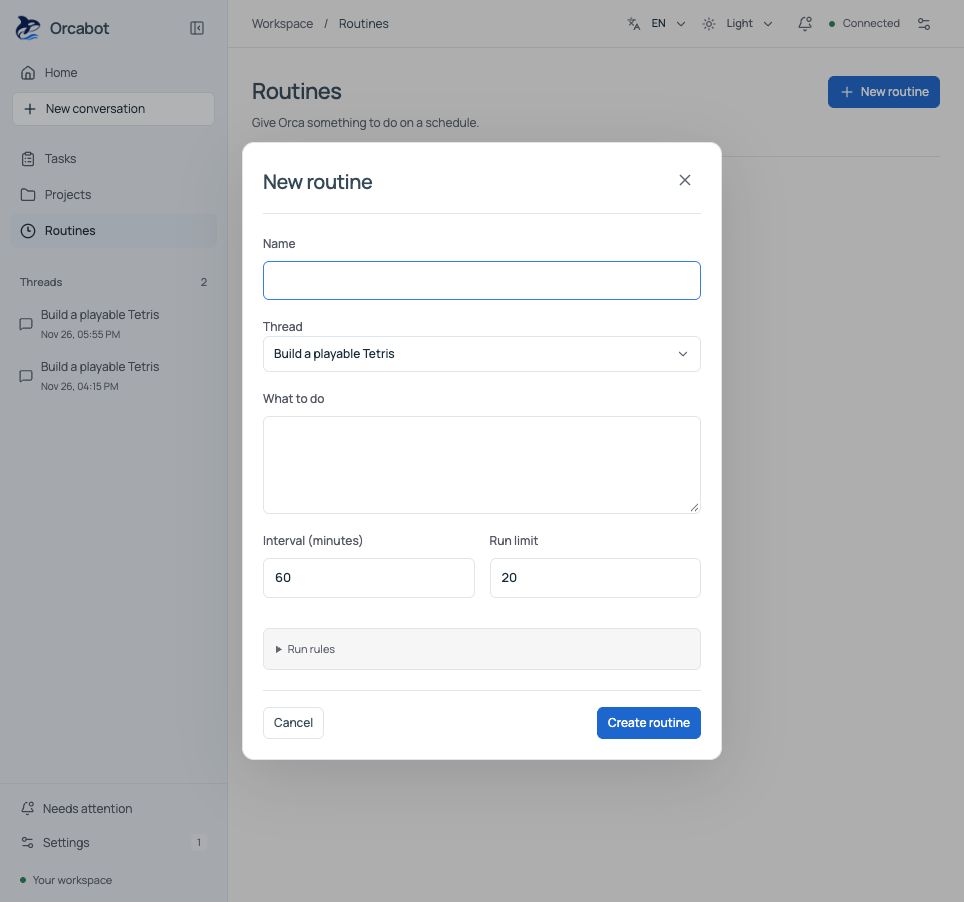 Orcabot
Home
New conversation
Tasks
Projects
Routines
Threads 2
Build a playable Tetris
Nov 26, 05:55 PM
Build a playable Tetris
Nov 26, 04:15 PM
Needs attention
Settings 1
Your workspace
Workspace / Routines
EN
Light
Connected
Routines
New routine
Give Orca something to do on a schedule.
New routine
Name
Thread
Build a playable Tetris
What to do
Interval (minutes) Run limit
60 20
Run rules
Cancel Create routine